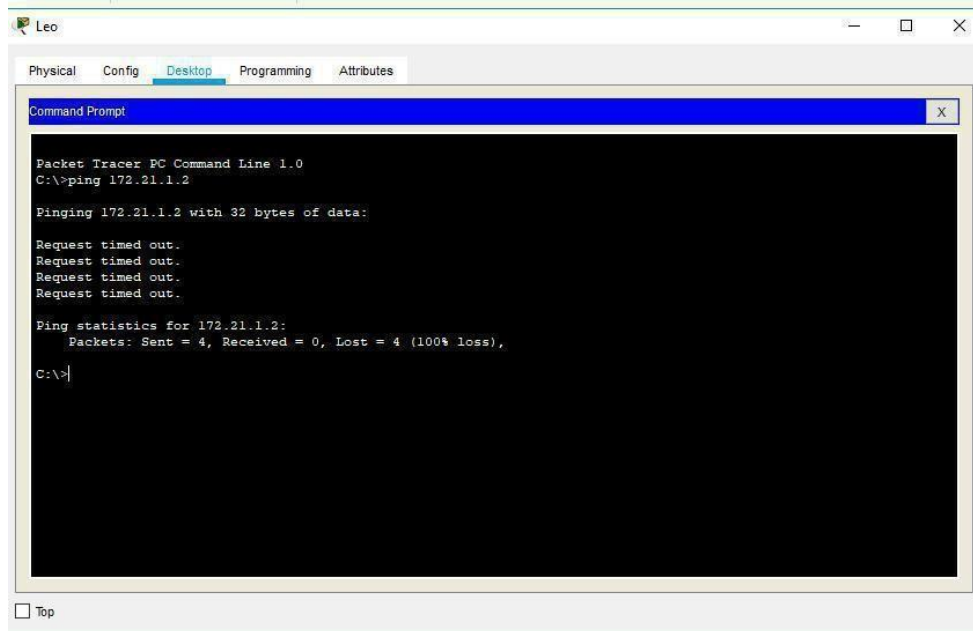 Leo
Physical Config Desktop Programming Attributes
Command Prompt
X
Packet Tracer PC Command Line 1.0
C:\>ping 172.21.1.2
Pinging 172.21.1.2 with 32 bytes of data:
Request timed out.
Request timed out.
Request timed out.
Request timed out.
Ping statistics for 172.21.1.2:
Packets: Sent = 4, Received = 0, Lost = 4 (100% loss),
C:\>
Top